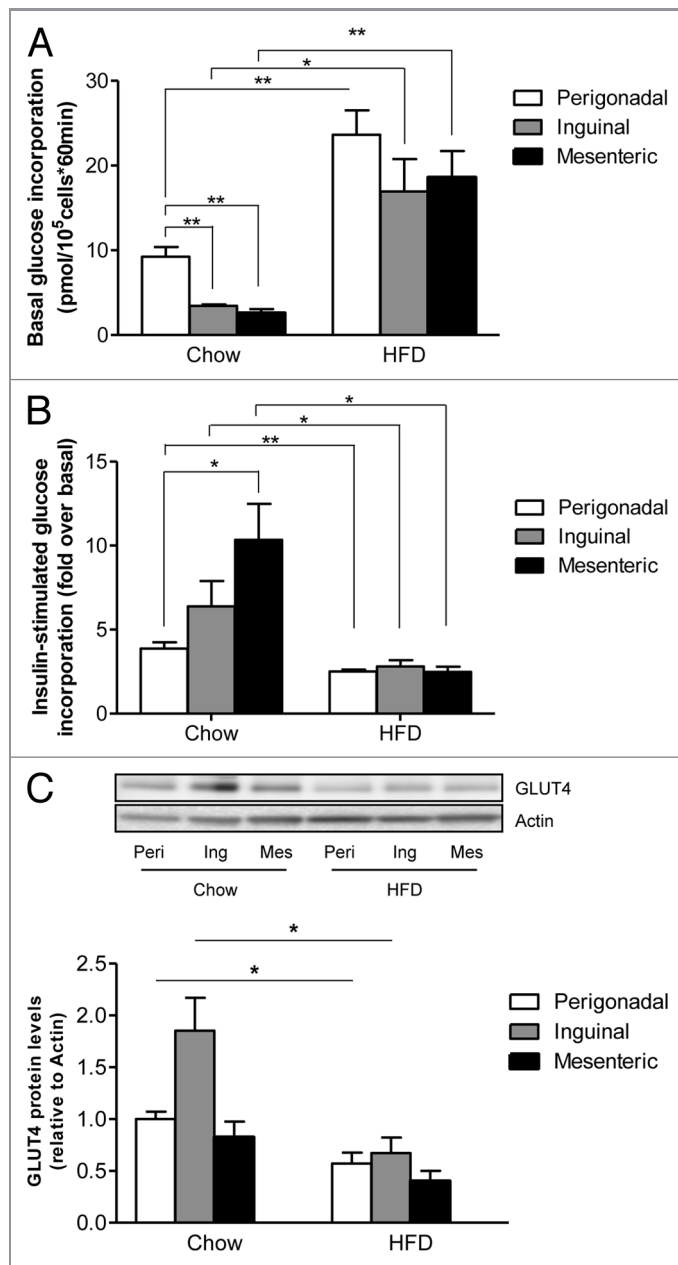 A
Basal glucose incorporation
(pmol/10⁵cells*60min)
30
20
10
0
**
*
**
**
**
Chow
HFD
Perigonadal
Inguinal
Mesenteric
B
Insulin-stimulated glucose
incorporation (fold over basal)
15
10
5
0
*
*
**
*
Chow
HFD
Perigonadal
Inguinal
Mesenteric
C
GLUT4
Actin
Peri Ing Mes Peri Ing Mes
Chow HFD
GLUT4 protein levels
(relative to Actin)
2.5
2.0
1.5
1.0
0.5
0.0
*
*
Chow
HFD
Perigonadal
Inguinal
Mesenteric